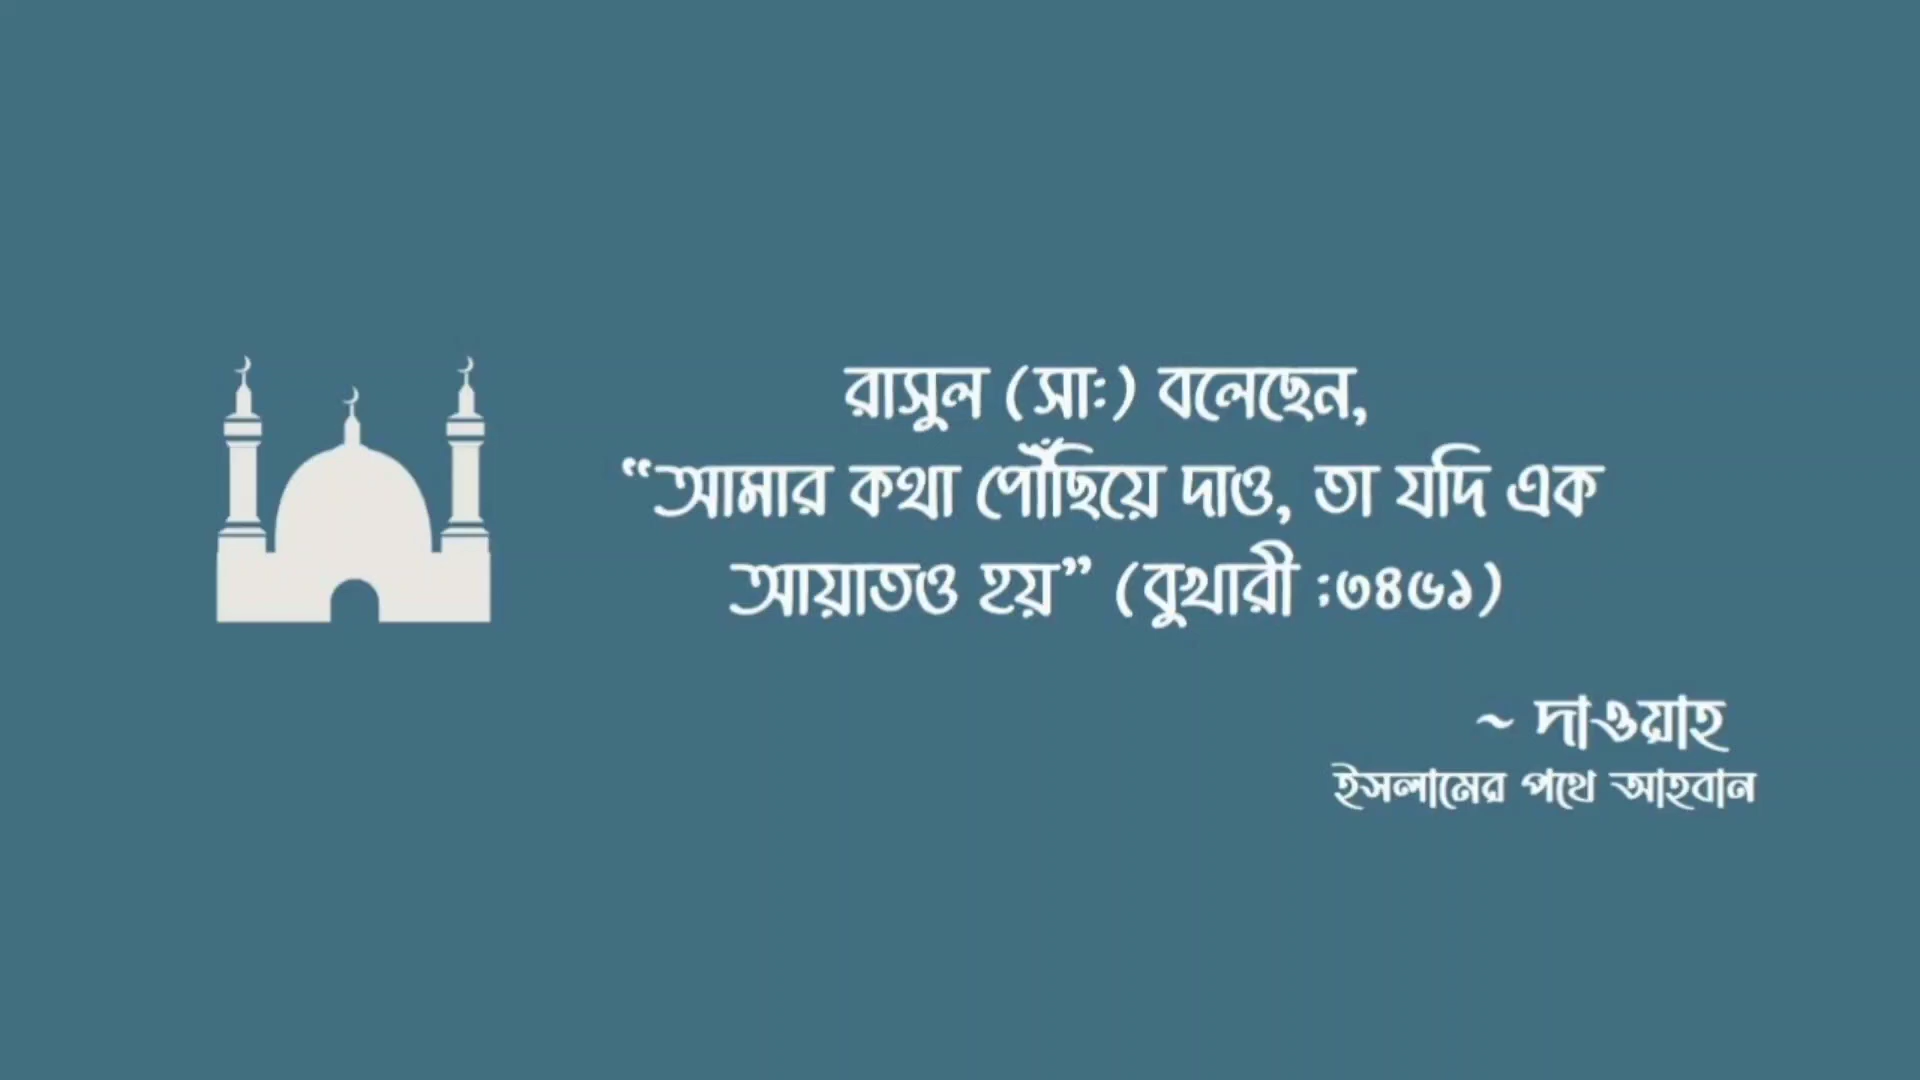 রাসুল (সা:) বলেছেন,
“আমার কথা পৌঁছিয়ে দাও, তা যদি এক
আয়াতও হয়” (বুখারী :৩৪৬১)
~ দাওয়াহ
ইসলামের পথে আহবান